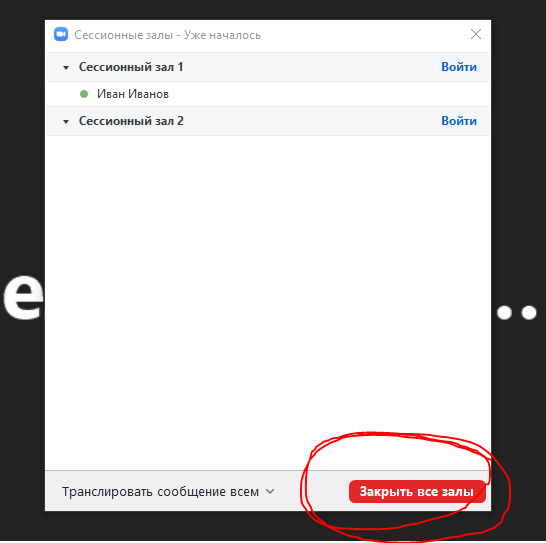 Сессионные залы - Уже началось
Сессионный зал 1 Войти
Иван Иванов
Сессионный зал 2 Войти
е ...
Транслировать сообщение всем Закрыть все залы